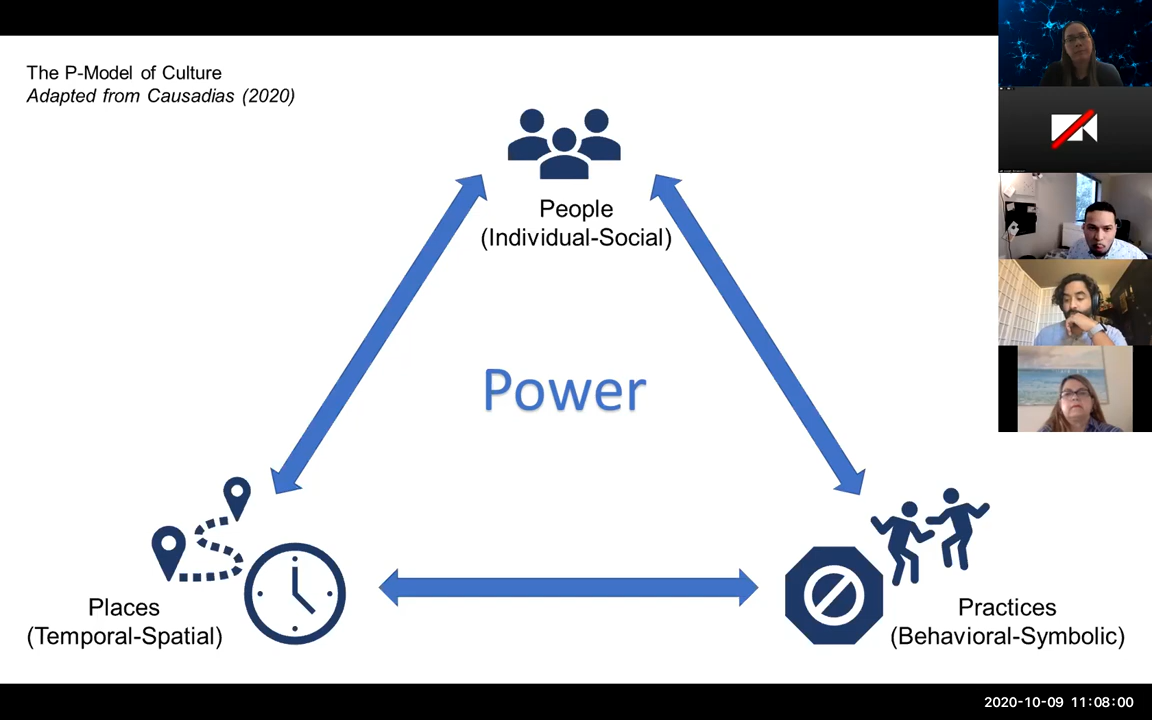 The P-Model of Culture
Adapted from Causadias (2020)
People
(Individual-Social)
Power
Places
(Temporal-Spatial)
Practices
(Behavioral-Symbolic)
2020-10-09 11:08:00